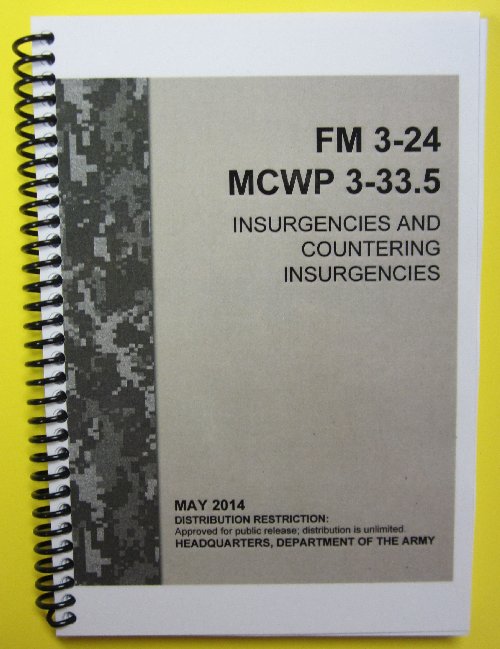 FM 3-24
MCWP 3-33.5
INSURGENCIES AND
COUNTERING
INSURGENCIES
MAY 2014
DISTRIBUTION RESTRICTION:
Approved for public release; distribution is unlimited.
HEADQUARTERS, DEPARTMENT OF THE ARMY